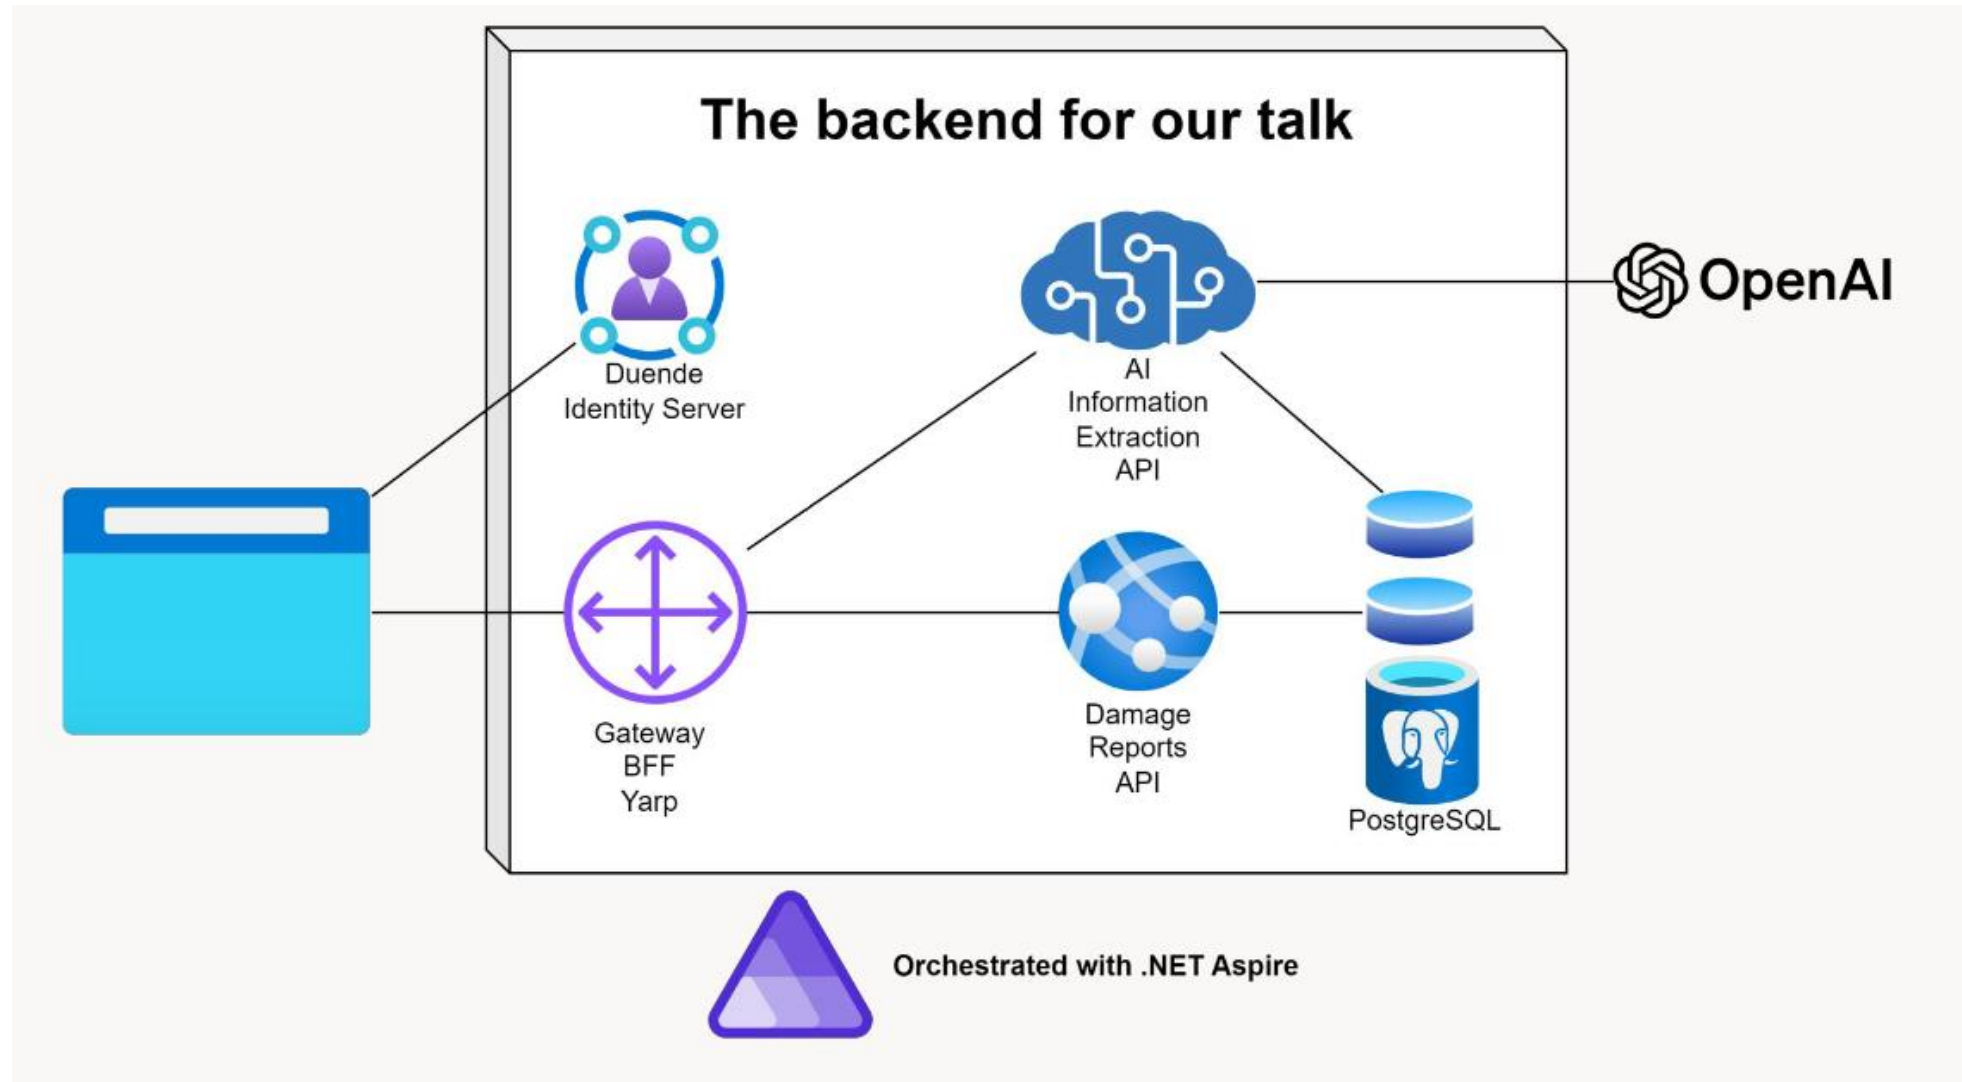 The backend for our talk
Duende
Identity Server
AI
Information
Extraction
API
OpenAI
Gateway
BFF
Yarp
Damage
Reports
API
PostgreSQL
Orchestrated with .NET Aspire